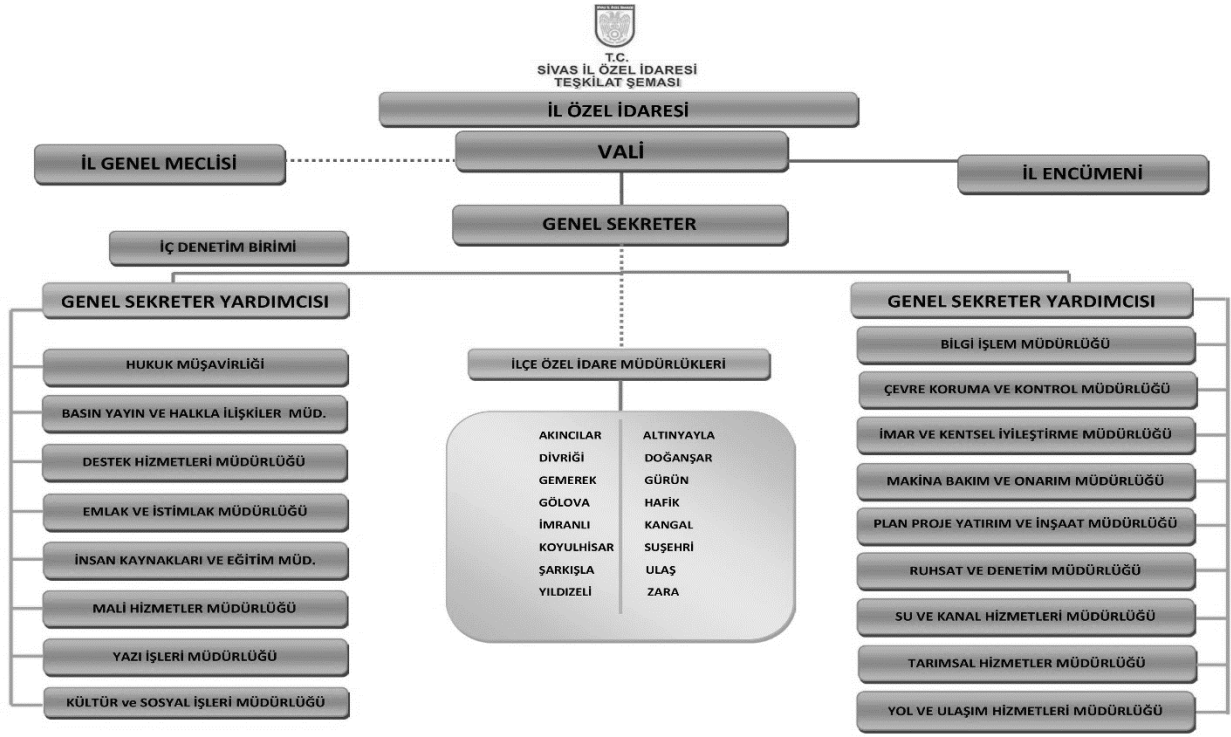 T.C.
SİVAS İL ÖZEL İDARESİ
TEŞKİLAT ŞEMASI
İL ÖZEL İDARESİ
VALİ
İL GENEL MECLİSİ
İL ENCÜMENİ
GENEL SEKRETER
İÇ DENETİM BİRİMİ
GENEL SEKRETER YARDIMCISI
HUKUK MÜŞAVİRLİĞİ
BASIN YAYIN VE HALKLA İLİŞKİLER MÜD.
DESTEK HİZMETLERİ MÜDÜRLÜĞÜ
EMLAK VE İSTİMLAK MÜDÜRLÜĞÜ
İNSAN KAYNAKLARI VE EĞİTİM MÜD.
MALİ HİZMETLER MÜDÜRLÜĞÜ
YAZI İŞLERİ MÜDÜRLÜĞÜ
KÜLTÜR ve SOSYAL İŞLERİ MÜDÜRLÜĞÜ
İLÇE ÖZEL İDARE MÜDÜRLÜKLERİ
AKINCILAR ALTINYAYLA
DİVRİĞİ DOĞANŞAR
GEMEREK GÜRÜN
GÖLOVA HAFİK
İMRANLI KANGAL
KOYULHİSAR SUŞEHRİ
ŞARKIŞLA ULAŞ
YILDIZELİ ZARA
GENEL SEKRETER YARDIMCISI
BİLGİ İŞLEM MÜDÜRLÜĞÜ
ÇEVRE KORUMA VE KONTROL MÜDÜRLÜĞÜ
İMAR VE KENTSEL İYİLEŞTİRME MÜDÜRLÜĞÜ
MAKİNA BAKIM VE ONARIM MÜDÜRLÜĞÜ
PLAN PROJE YATIRIM VE İNŞAAT MÜDÜRLÜĞÜ
RUHSAT VE DENETİM MÜDÜRLÜĞÜ
SU VE KANAL HİZMETLERİ MÜDÜRLÜĞÜ
TARIMSAL HİZMETLER MÜDÜRLÜĞÜ
YOL VE ULAŞIM HİZMETLERİ MÜDÜRLÜĞÜ